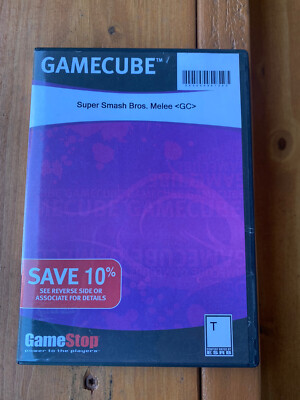 GAMECUBE™
Super Smash Bros. Melee <GC>
GAMECUBE
SAVE 10%
SEE REVERSE SIDE OR
ASSOCIATE FOR DETAILS
GameStop
power to the players
T
ESRB